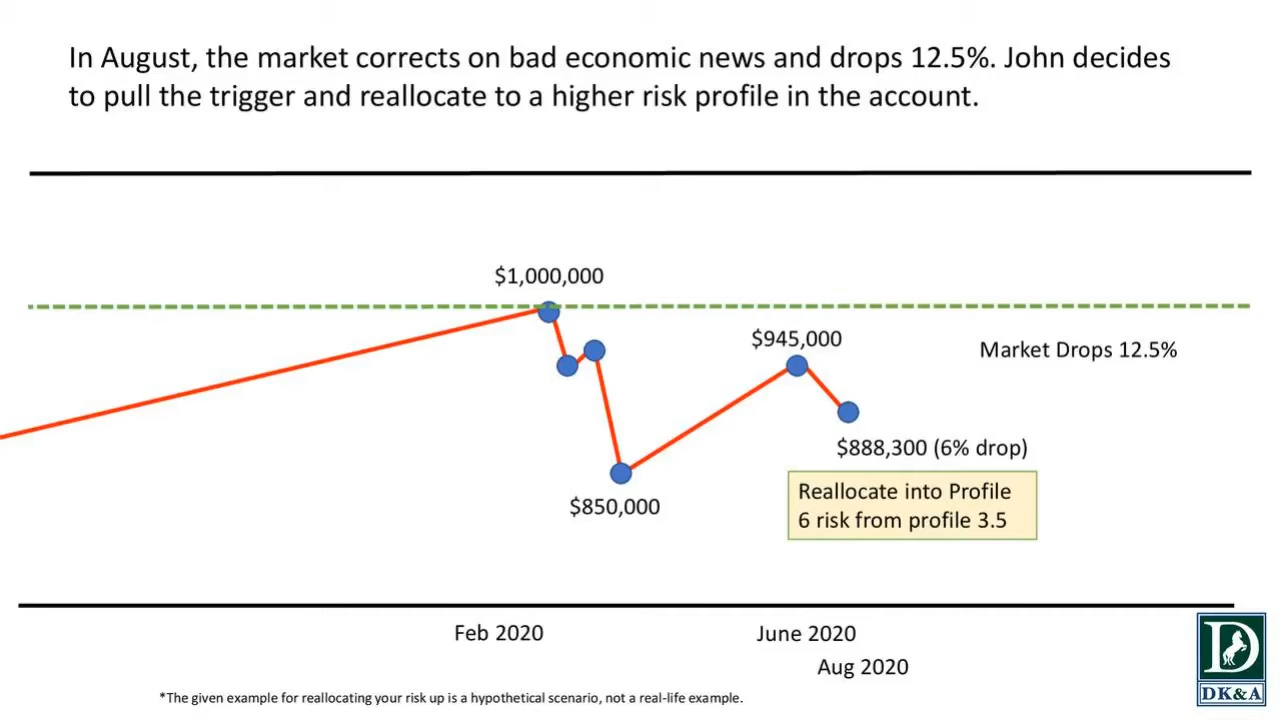 In August, the market corrects on bad economic news and drops 12.5%. John decides
to pull the trigger and reallocate to a higher risk profile in the account.
$1,000,000
$945,000
Market Drops 12.5%
$888,300 (6% drop)
$850,000
Reallocate into Profile
6 risk from profile 3.5
Feb 2020
June 2020
Aug 2020
*The given example for reallocating your risk up is a hypothetical scenario, not a real-life example.
D
DK&A